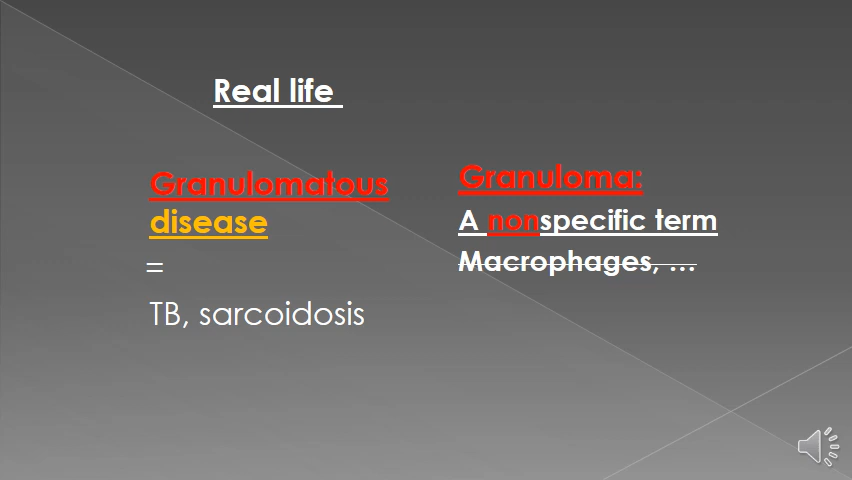 Real life
Granulomatous
disease
=
TB, sarcoidosis
Granuloma:
A nonspecific term
Macrophages, …